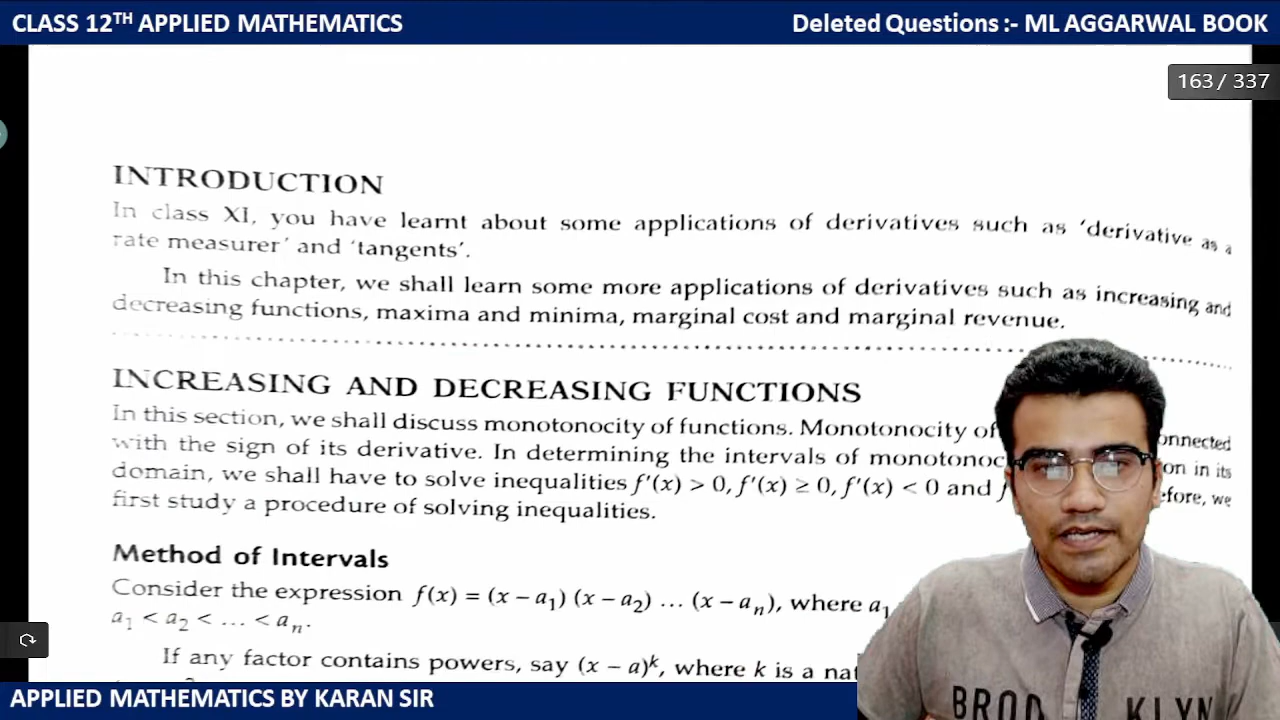 CLASS 12TH APPLIED MATHEMATICS
Deleted Questions :- ML AGGARWAL BOOK
163 / 337
INTRODUCTION
In class XI, you have learnt about some applications of derivatives such as 'derivative as a
rate measurer' and 'tangents'.
In this chapter, we shall learn some more applications of derivatives such as increasing and
decreasing functions, maxima and minima, marginal cost and marginal revenue.
INCREASING AND DECREASING FUNCTIONS
In this section, we shall discuss monotonocity of functions. Monotonocity of
with the sign of its derivative. In determining the intervals of on in its
domain, we shall have to solve inequalities f'(x) > 0, f'(x) ≥ 0, f'(x) < 0 and
first study a procedure of solving inequalities.
Method of Intervals
Consider the expression f(x) = (x – a₁) (x – a₂) ... (x – aₙ), where a₁
a₁ < a₂ < ... < aₙ.
If any factor contains powers, say (x – a)ᵏ, where k is a
APPLIED MATHEMATICS BY KARAN SIR
BROO KLYN